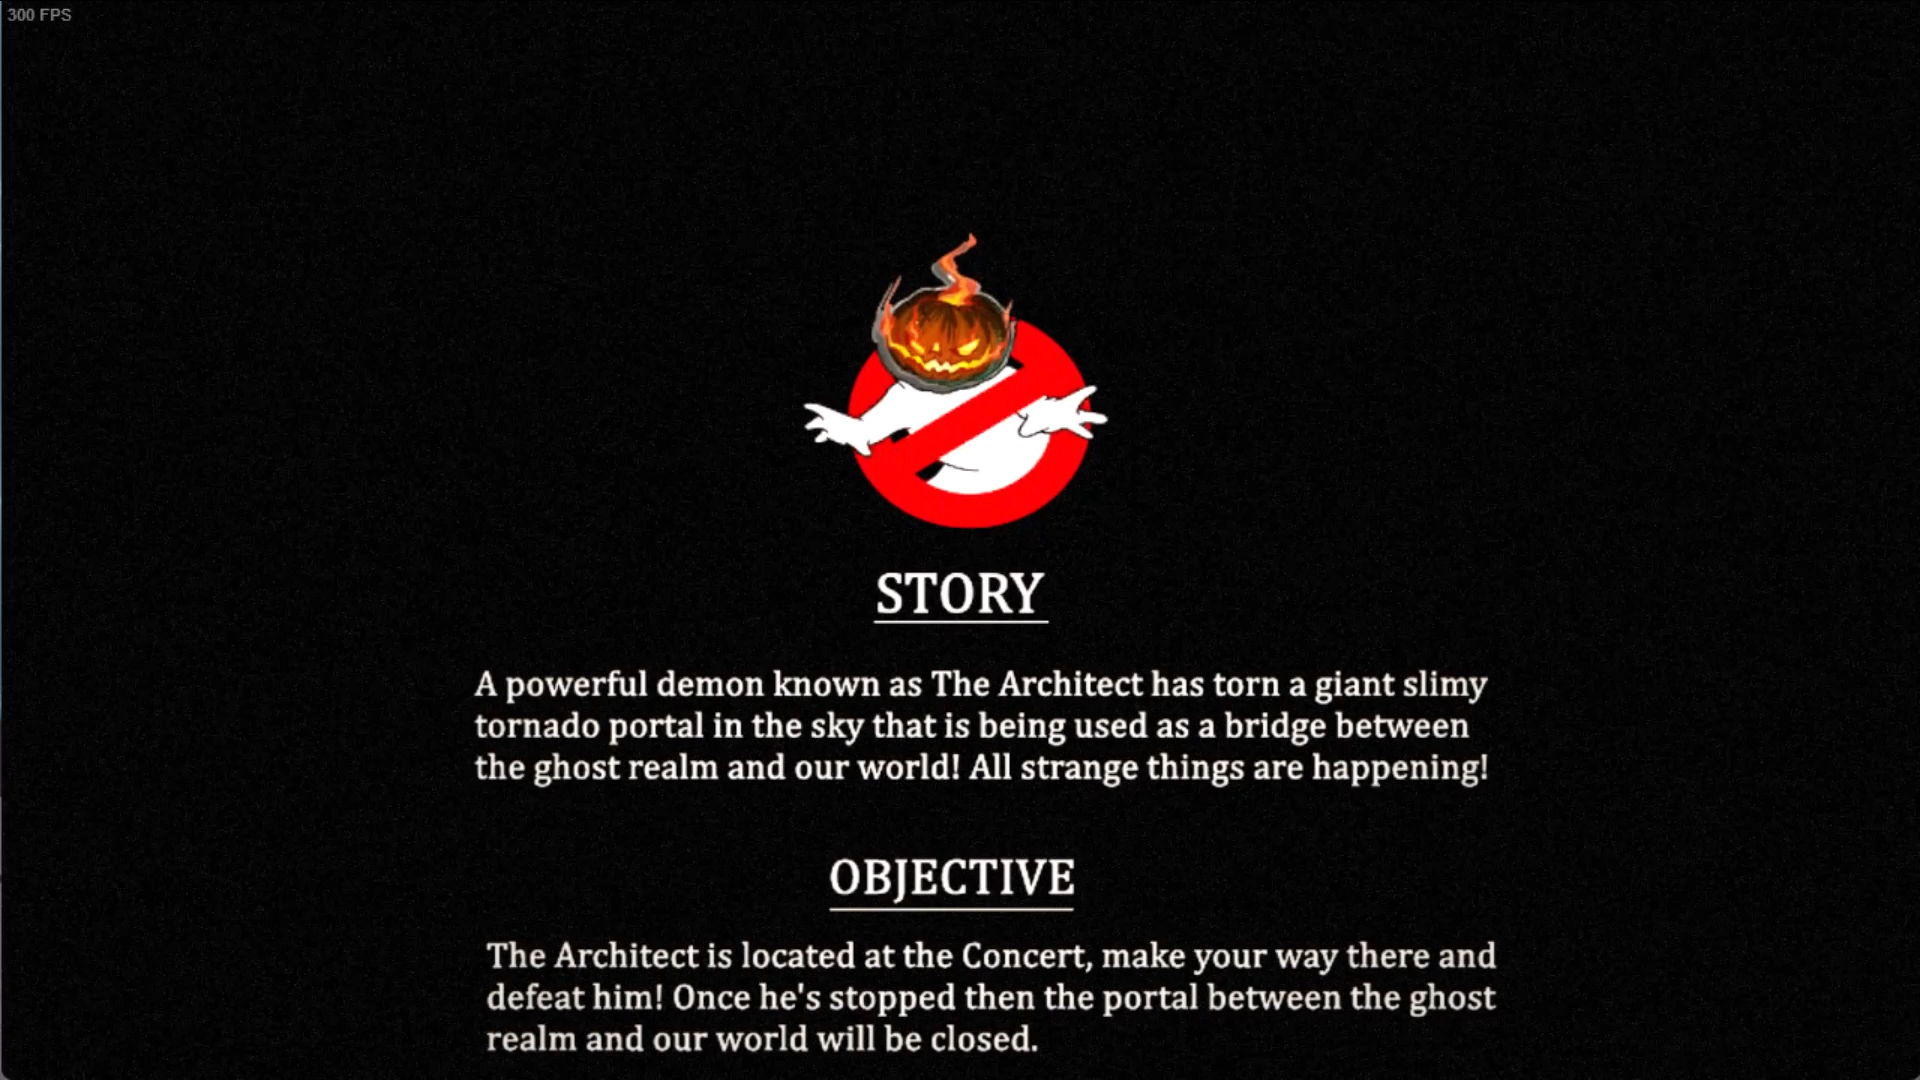 300 FPS
STORY
A powerful demon known as The Architect has torn a giant slimy
tornado portal in the sky that is being used as a bridge between
the ghost realm and our world! All strange things are happening!
OBJECTIVE
The Architect is located at the Concert, make your way there and
defeat him! Once he's stopped then the portal between the ghost
realm and our world will be closed.